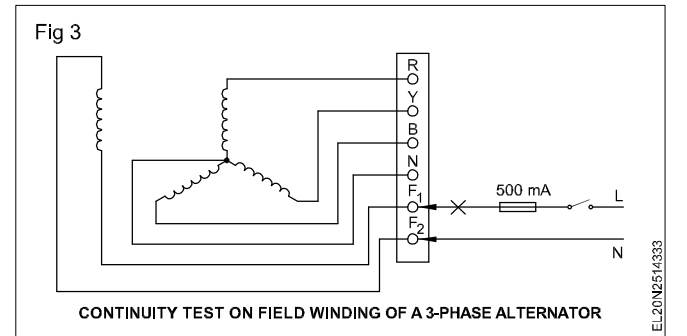 Fig 3
R
Y
B
N
F1
500 mA
L
F2
N
CONTINUITY TEST ON FIELD WINDING OF A 3-PHASE ALTERNATOR
EL20N2514333